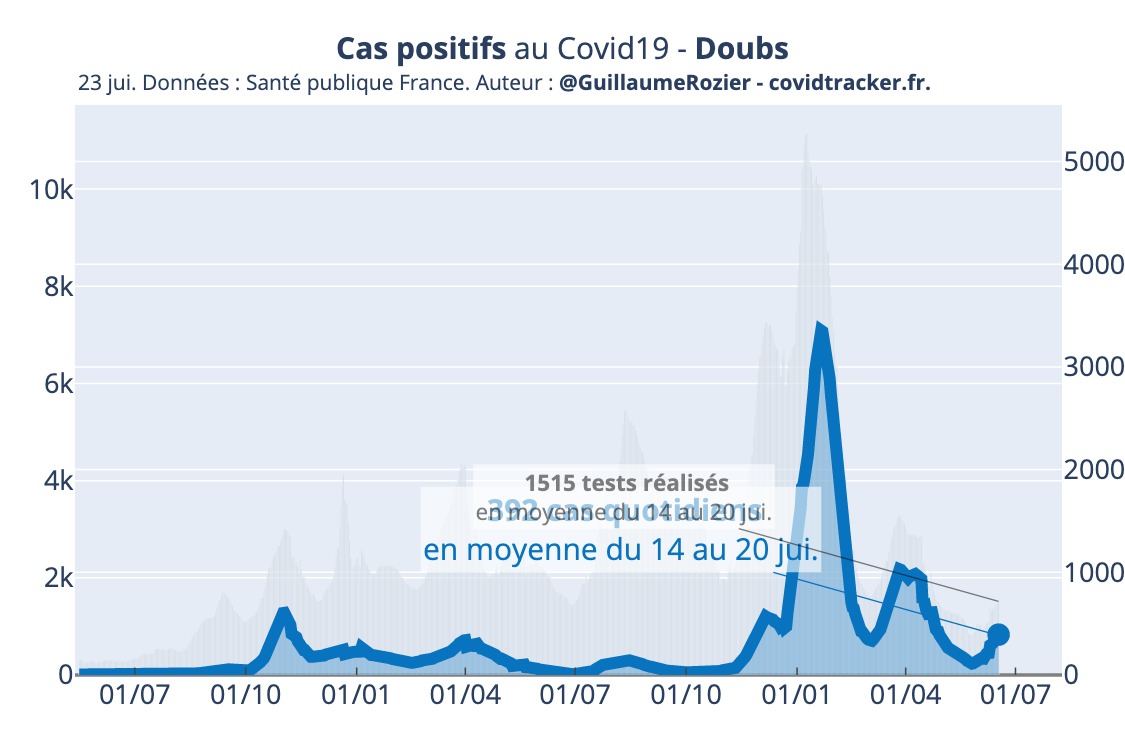 Cas positifs au Covid19 - Doubs
23 jui. Données : Santé publique France. Auteur : @GuillaumeRozier - covidtracker.fr.
10k
8k
6k
4k
2k
0
5000
4000
3000
2000
1000
0
1515 tests réalisés
en moyenne du 14 au 20 jui.
392 cas quotidiens
en moyenne du 14 au 20 jui.
01/07 01/10 01/01 01/04 01/07 01/10 01/01 01/04 01/07